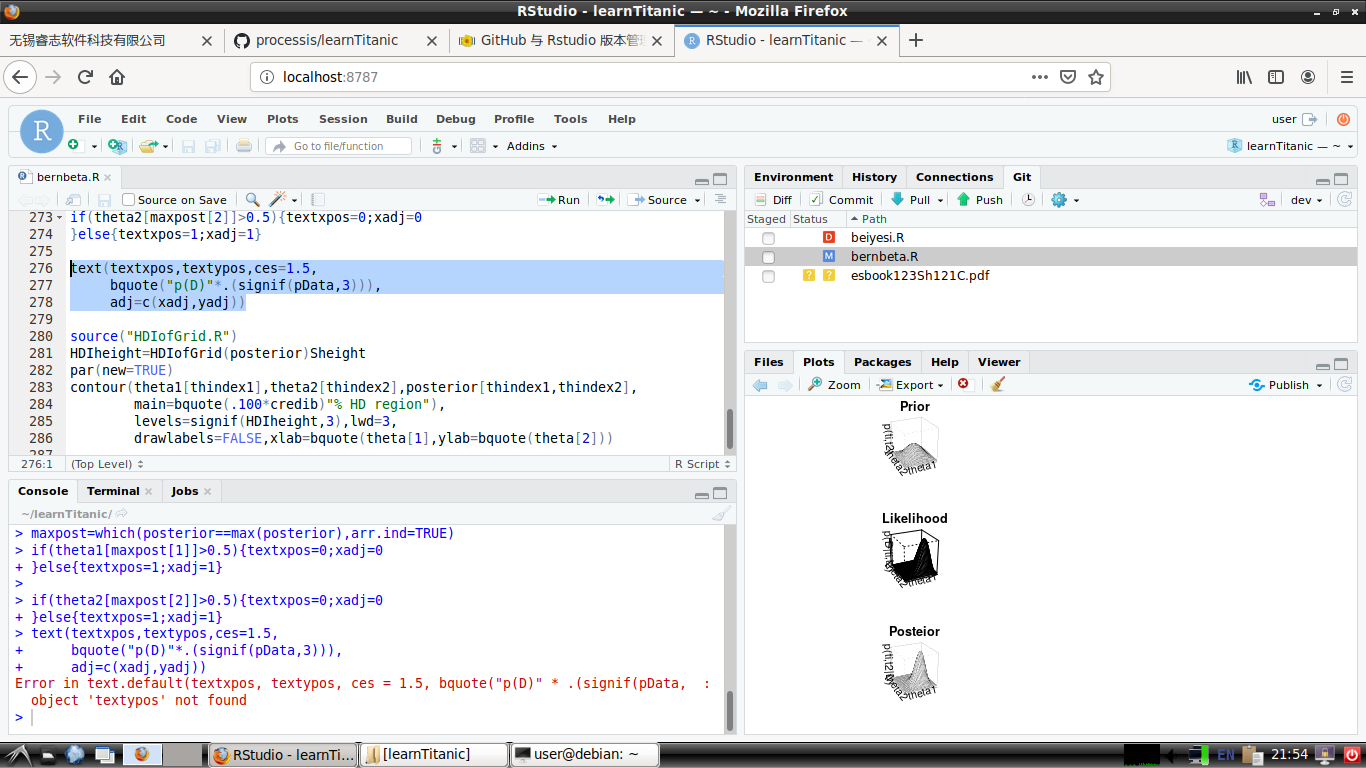 RStudio - learnTitanic — ~ - Mozilla Firefox
无锡睿志软件科技有限公司
processis/learnTitanic
GitHub 与 Rstudio 版本管理
RStudio - learnTitanic —
localhost:8787
File Edit Code View Plots Session Build Debug Profile Tools Help
user
Go to file/function
Addins
learnTitanic — ~
bernbeta.R
Source on Save
Run
Source
273 if(theta2[maxpost[2]]>0.5){textxpos=0;xadj=0
274 }else{textxpos=1;xadj=1}
275
276 text(textxpos,textypos,ces=1.5,
277 bquote("p(D)"*.(signif(pData,3))),
278 adj=c(xadj,yadj))
279
280 source("HDIofGrid.R")
281 HDIheight=HDIofGrid(posterior)Sheight
282 par(new=TRUE)
283 contour(theta1[thindex1],theta2[thindex2],posterior[thindex1,thindex2],
284 main=bquote(.100*credib)"% HD region"),
285 levels=signif(HDIheight,3),lwd=3,
286 drawlabels=FALSE,xlab=bquote(theta[1],ylab=bquote(theta[2]))
287
276:1 (Top Level) R Script
Console Terminal Jobs
~/learnTitanic/
> maxpost=which(posterior==max(posterior),arr.ind=TRUE)
> if(theta1[maxpost[1]]>0.5){textxpos=0;xadj=0
+ }else{textxpos=1;xadj=1}
>
> if(theta2[maxpost[2]]>0.5){textxpos=0;xadj=0
+ }else{textxpos=1;xadj=1}
> text(textxpos,textypos,ces=1.5,
+ bquote("p(D)"*.(signif(pData,3))),
+ adj=c(xadj,yadj))
Error in text.default(textxpos, textypos, ces = 1.5, bquote("p(D)" * .(signif(pData, :
object 'textypos' not found
>
Environment History Connections Git
Diff Commit Pull Push
dev
Staged Status Path
D beiyesi.R
M bernbeta.R
? ? esbook123Sh121C.pdf
Files Plots Packages Help Viewer
Zoom Export Publish
Prior
theta2
theta1
Likelihood
theta2
theta1
Posteior
theta2
theta1
RStudio - learnTi...
[learnTitanic]
user@debian: ~
EN
21:54